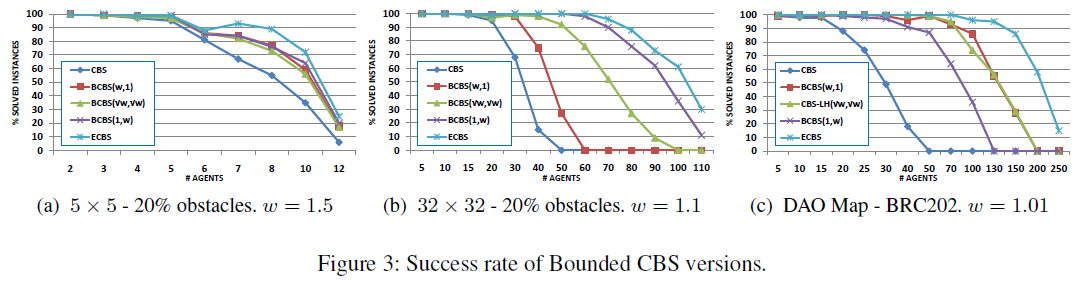 100
90
80
70
60
50
40
30
20
10
0
% SOLVED INSTANCES
CBS
BCBS(w,1)
BCBS(√w,√w)
BCBS(1,w)
ECBS
2 3 4 5 6 7 8 10 12
# AGENTS
(a) 5 × 5 - 20% obstacles. w = 1.5
100
90
80
70
60
50
40
30
20
10
0
% SOLVED INSTANCES
CBS
BCBS(w,1)
BCBS(√w,√w)
BCBS(1,w)
ECBS
5 10 15 20 30 40 50 60 70 80 90 100 110
# AGENTS
(b) 32 × 32 - 20% obstacles. w = 1.1
100
90
80
70
60
50
40
30
20
10
0
% SOLVED INSTANCES
CBS
BCBS(w,1)
CBS-LH(√w,√w)
BCBS(1,w)
ECBS
5 10 15 20 25 30 40 50 70 100 130 150 200 250
# AGENTS
(c) DAO Map - BRC202. w = 1.01
Figure 3: Success rate of Bounded CBS versions.